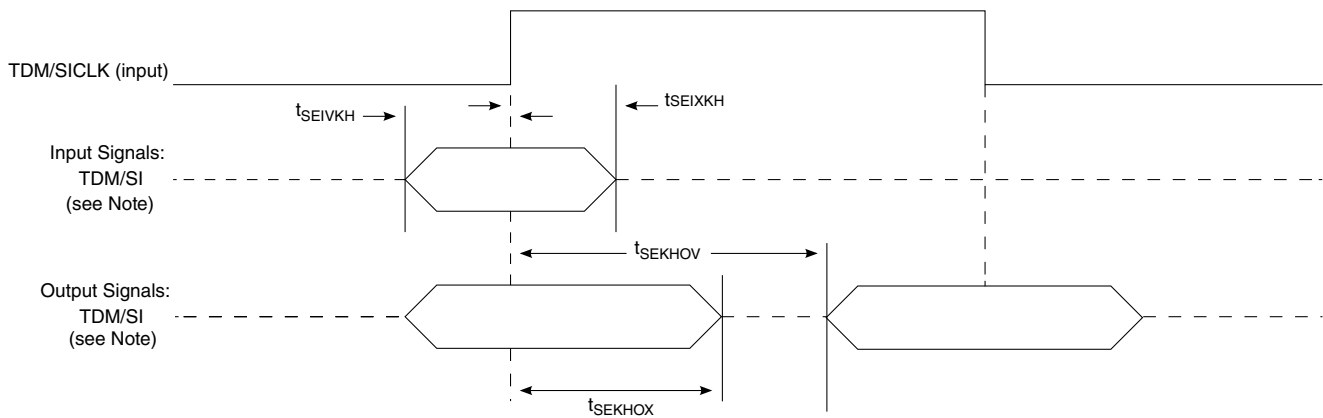 TDM/SICLK (input)
tSEIVKH
tSEIXKH
Input Signals:
TDM/SI
(see Note)
tSEKHOV
Output Signals:
TDM/SI
(see Note)
tSEKHOX